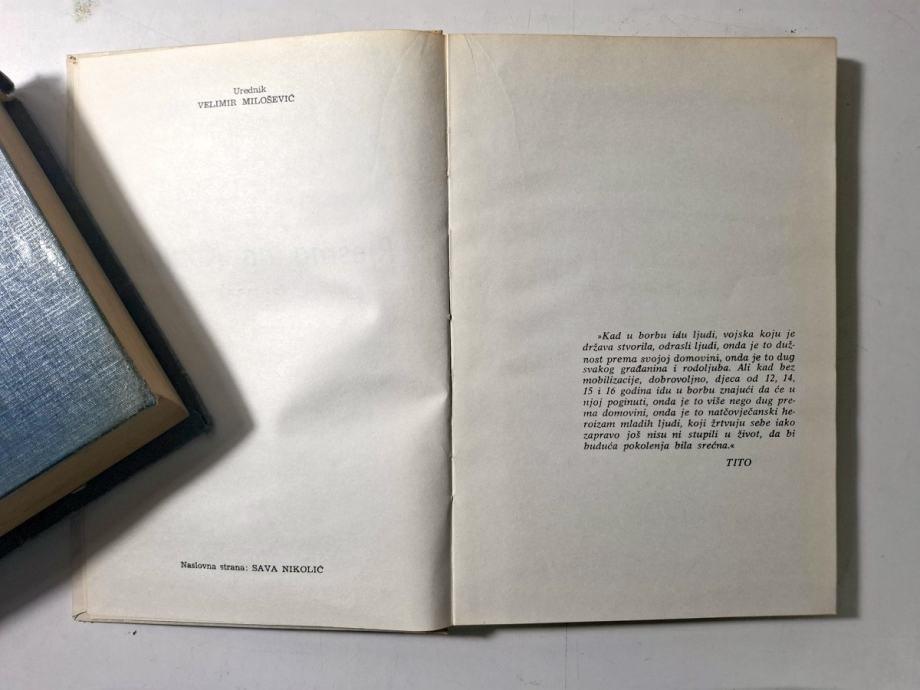 Urednik
VELIMIR MILOŠEVIĆ
Naslovna strana: SAVA NIKOLIĆ
»Kad u borbu idu ljudi, vojska koju je
država stvorila, odrasli ljudi, onda je to duž-
nost prema svojoj domovini, onda je to dug
svakog građanina i rodoljuba. Ali kad bez
mobilizacije, dobrovoljno, djeca od 12, 14,
15 i 16 godina idu u borbu znajući da će u
njoj poginuti, onda je to više nego dug pre-
ma domovini, onda je to natčovječanski he-
roizam mladih ljudi, koji žrtvuju sebe iako
zapravo još nisu ni stupili u život, da bi
buduća pokolenja bila srećna.«
TITO